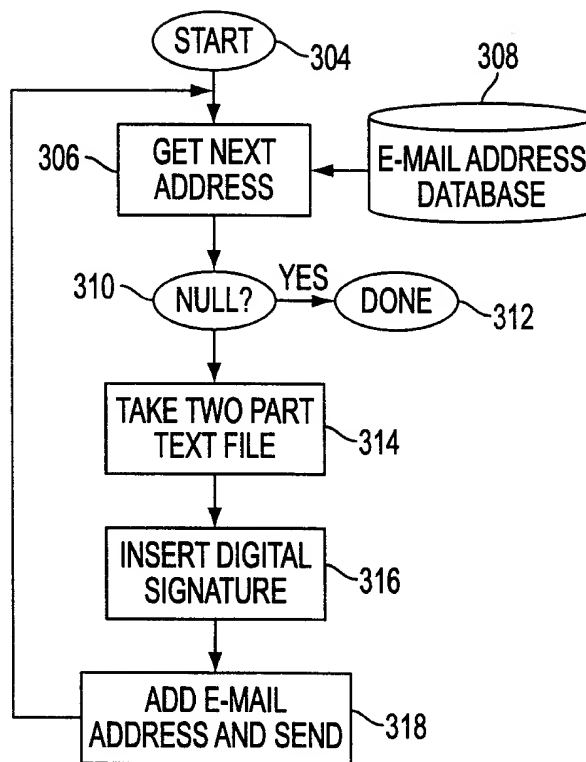 START
304
308
306
GET NEXT
ADDRESS
E-MAIL ADDRESS
DATABASE
310
NULL?
YES
DONE
312
TAKE TWO PART
TEXT FILE
314
INSERT DIGITAL
SIGNATURE
316
ADD E-MAIL
ADDRESS AND SEND
318